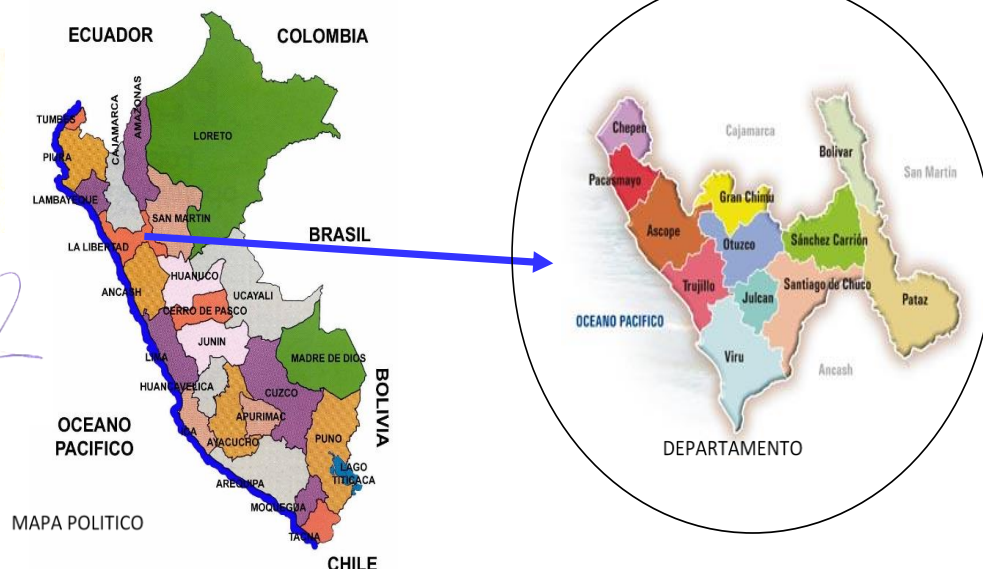 ECUADOR
COLOMBIA
TUMBES
PIURA
CAJAMARCA
AMAZONAS
LORETO
LAMBAYEQUE
SAN MARTIN
LA LIBERTAD
BRASIL
HUANUCO
ANCASH
UCAYALI
CERRO DE PASCO
JUNIN
LIMA
MADRE DE DIOS
HUANCAVELICA
CUZCO
BOLIVIA
OCEANO
PACIFICO
ICA
APURIMAC
AYACUCHO
PUNO
LAGO
TITICACA
AREQUIPA
MOQUEGUA
TACNA
MAPA POLITICO
CHILE
Chepen
Cajamarca
Bolivar
San Martin
Pacasmayo
Gran Chimu
Ascope
Otuzco
Sánchez Carrión
Trujillo
Julcan
Santiago de Chuco
Pataz
OCEANO PACIFICO
Viru
Ancash
DEPARTAMENTO